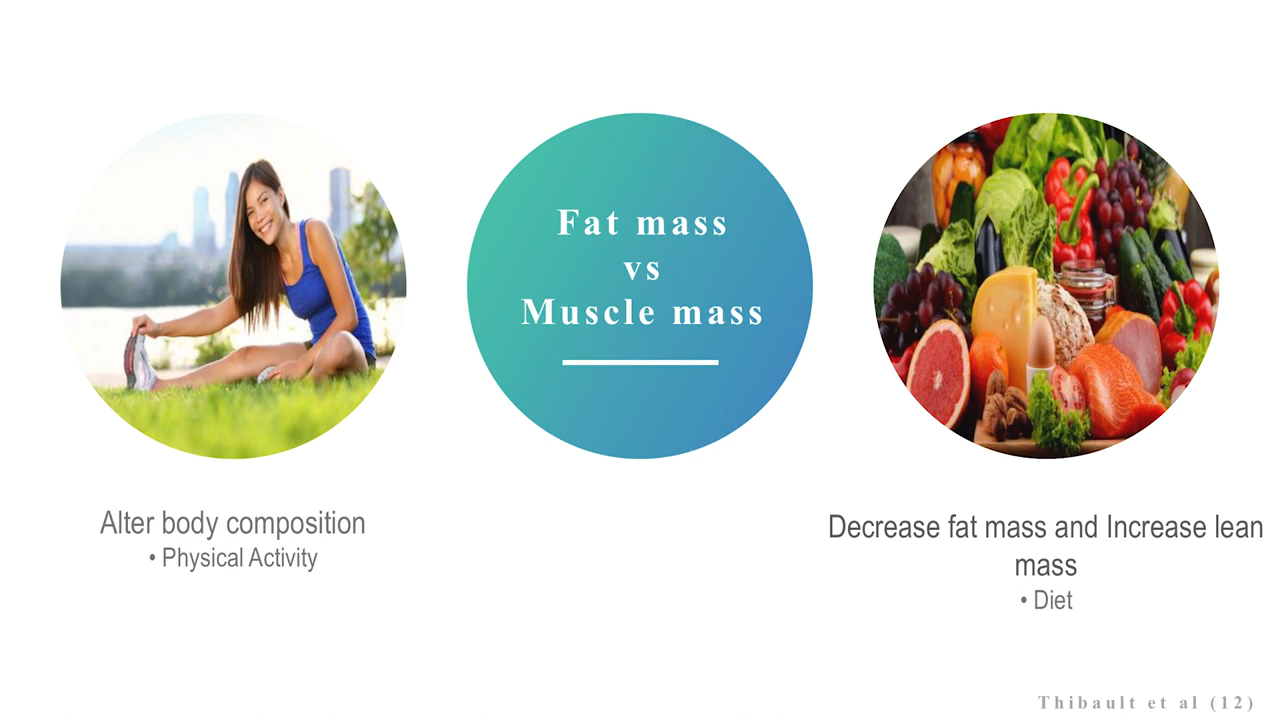 Fat mass
vs
Muscle mass
Alter body composition
• Physical Activity
Decrease fat mass and Increase lean
mass
• Diet
Thibault et al (12)